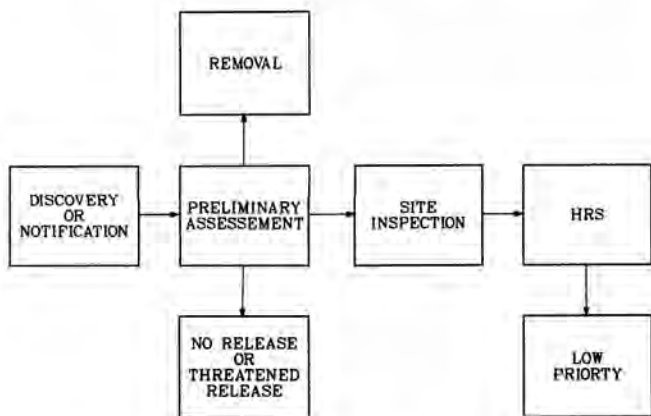 REMOVAL
DISCOVERY
OR
NOTIFICATION
PRELIMINARY
ASSESSEMENT
SITE
INSPECTION
HRS
NO RELEASE
OR
THREATENED
RELEASE
LOW
PRIORTY